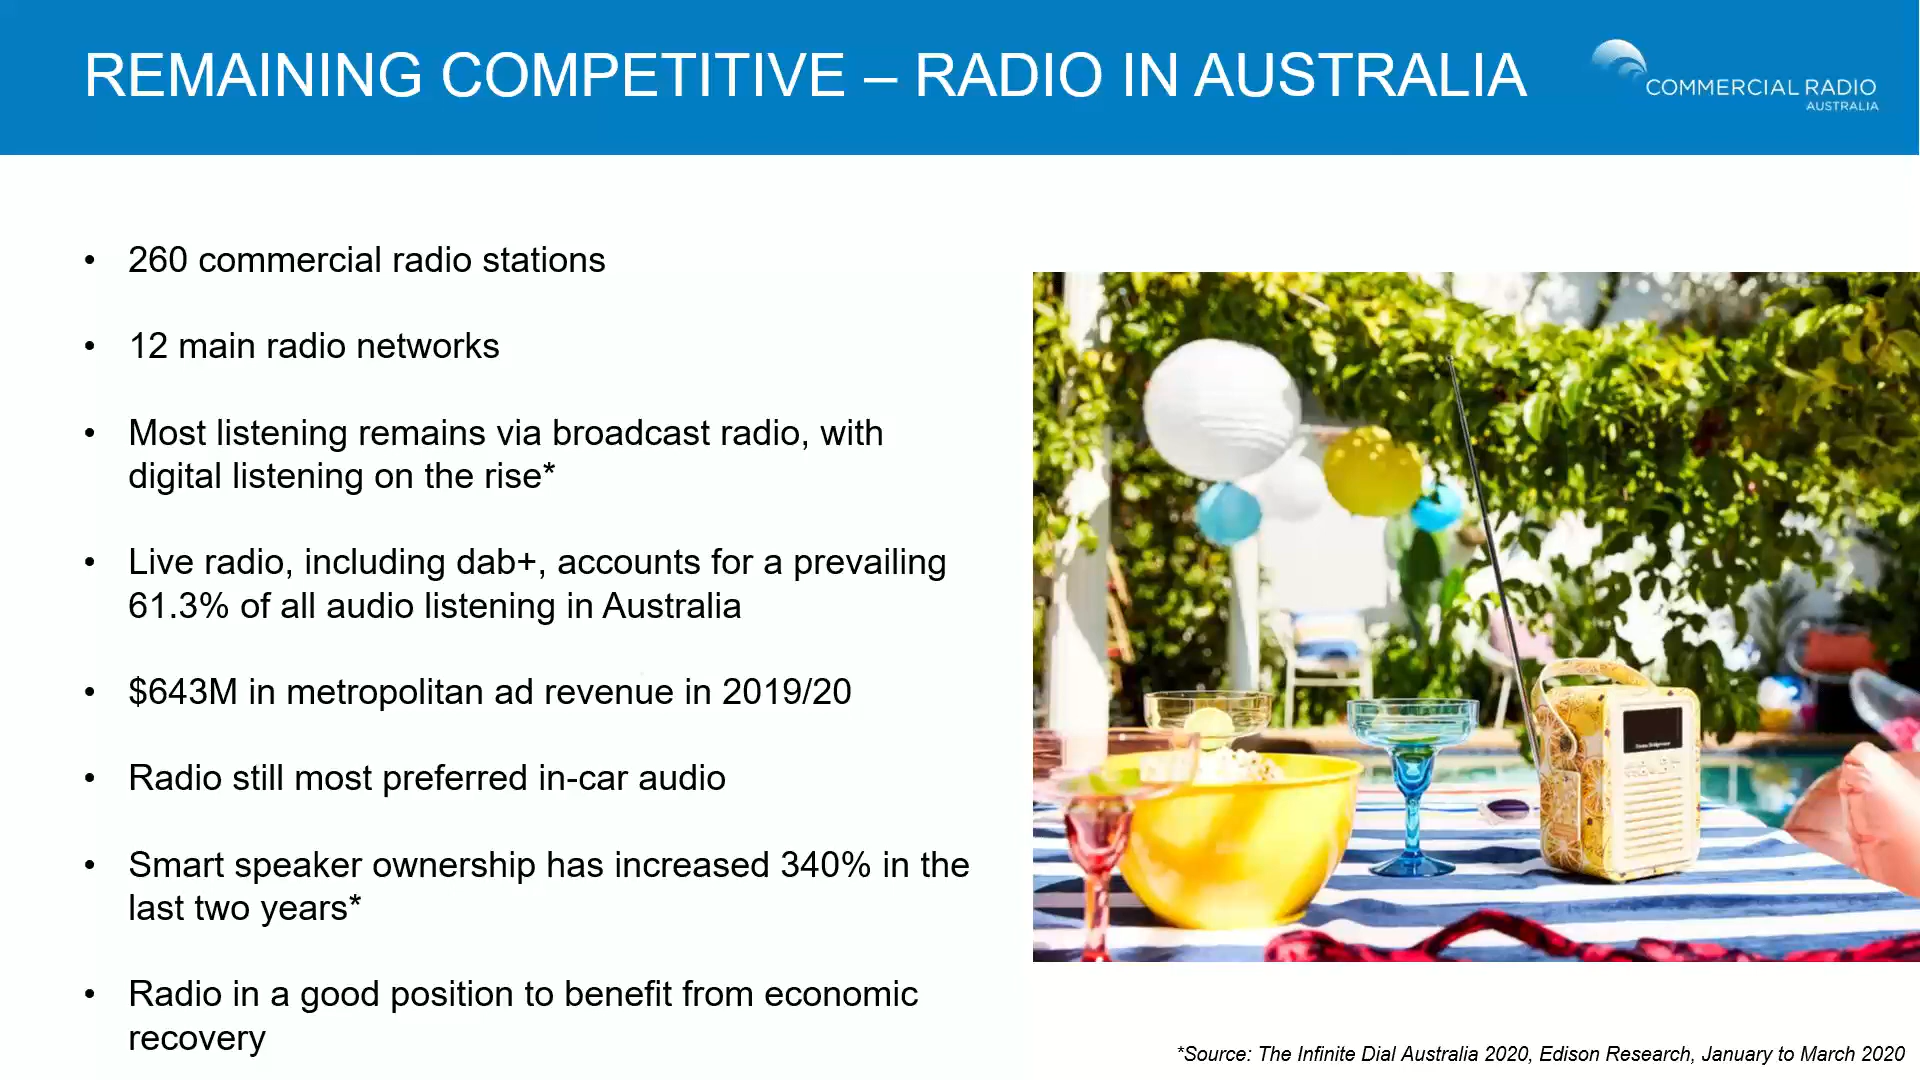 REMAINING COMPETITIVE – RADIO IN AUSTRALIA
COMMERCIAL RADIO
AUSTRALIA
• 260 commercial radio stations
• 12 main radio networks
• Most listening remains via broadcast radio, with
digital listening on the rise*
• Live radio, including dab+, accounts for a prevailing
61.3% of all audio listening in Australia
• $643M in metropolitan ad revenue in 2019/20
• Radio still most preferred in-car audio
• Smart speaker ownership has increased 340% in the
last two years*
• Radio in a good position to benefit from economic
recovery
*Source: The Infinite Dial Australia 2020, Edison Research, January to March 2020